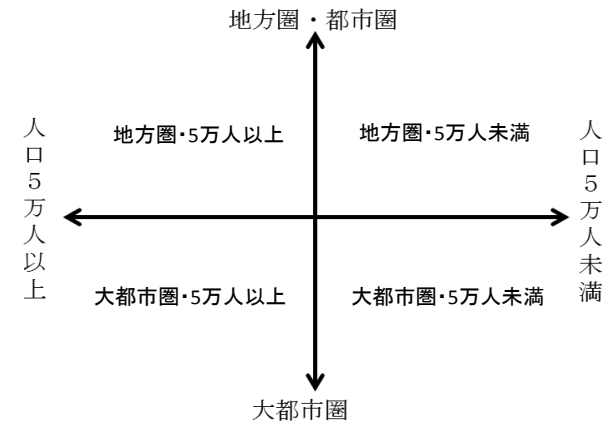 地方圏・都市圏
人口５万人以上
地方圏・5万人以上
地方圏・5万人未満
人口５万人未満
大都市圏・5万人以上
大都市圏・5万人未満
大都市圏